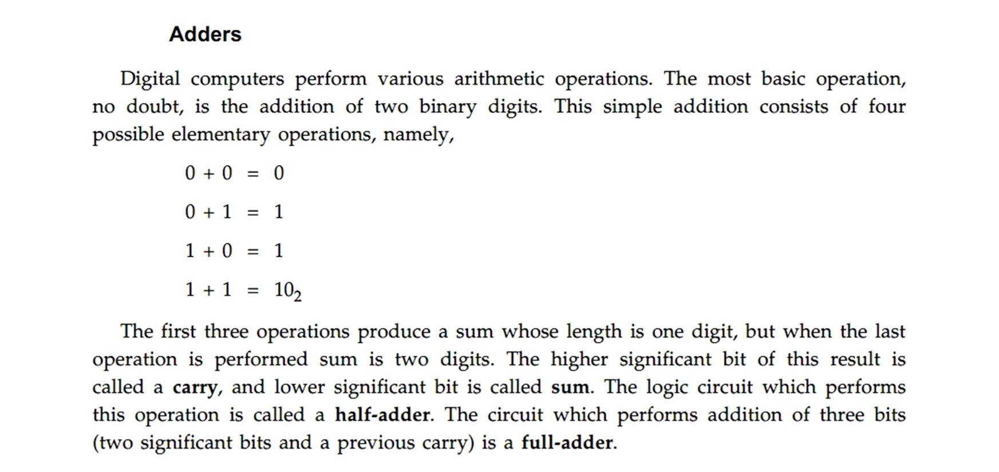 Adders
Digital computers perform various arithmetic operations. The most basic operation,
no doubt, is the addition of two binary digits. This simple addition consists of four
possible elementary operations, namely,
0 + 0 = 0
0 + 1 = 1
1 + 0 = 1
1 + 1 = 10₂
The first three operations produce a sum whose length is one digit, but when the last
operation is performed sum is two digits. The higher significant bit of this result is
called a carry, and lower significant bit is called sum. The logic circuit which performs
this operation is called a half-adder. The circuit which performs addition of three bits
(two significant bits and a previous carry) is a full-adder.